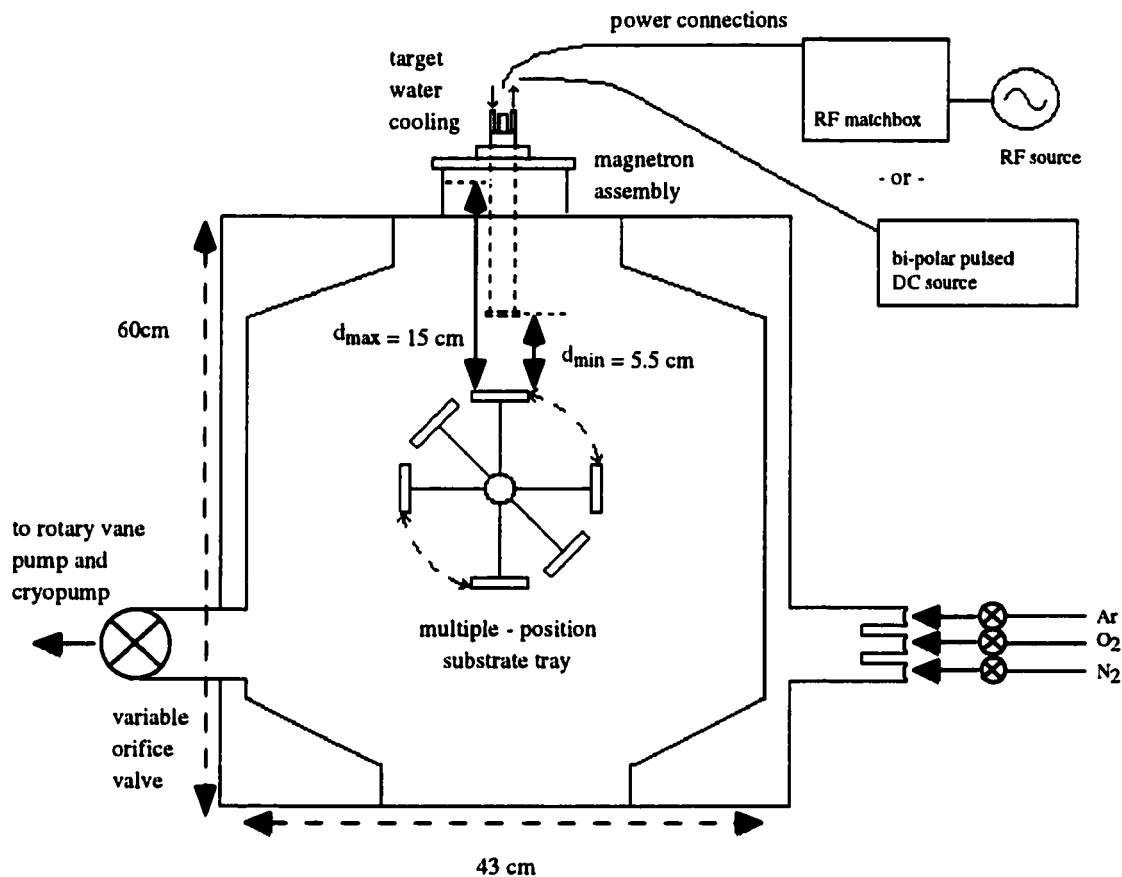 power connections
target
water
cooling
RF matchbox
RF source
magnetron
assembly
- or -
bi-polar pulsed
DC source
60cm
dmax = 15 cm
dmin = 5.5 cm
to rotary vane
pump and
cryopump
multiple - position
substrate tray
Ar
O2
N2
variable
orifice
valve
43 cm